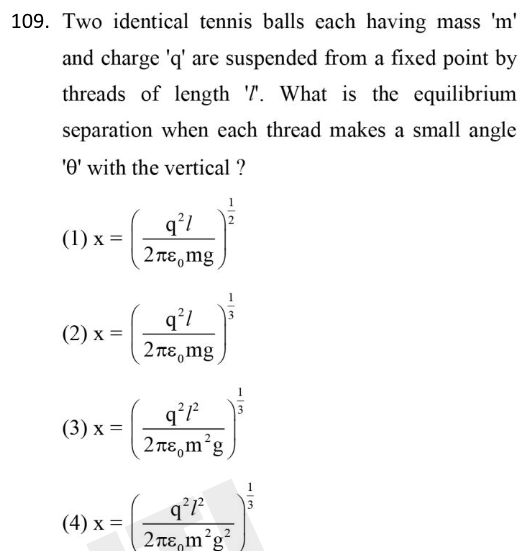 109. Two identical tennis balls each having mass 'm'
and charge 'q' are suspended from a fixed point by
threads of length 'l'. What is the equilibrium
separation when each thread makes a small angle
'θ' with the vertical ?
(1) x = (q²l / 2πε₀mg)^(1/2)
(2) x = (q²l / 2πε₀mg)^(1/3)
(3) x = (q²l² / 2πε₀m²g)^(1/3)
(4) x = (q²l² / 2πε₀m²g²)^(1/3)